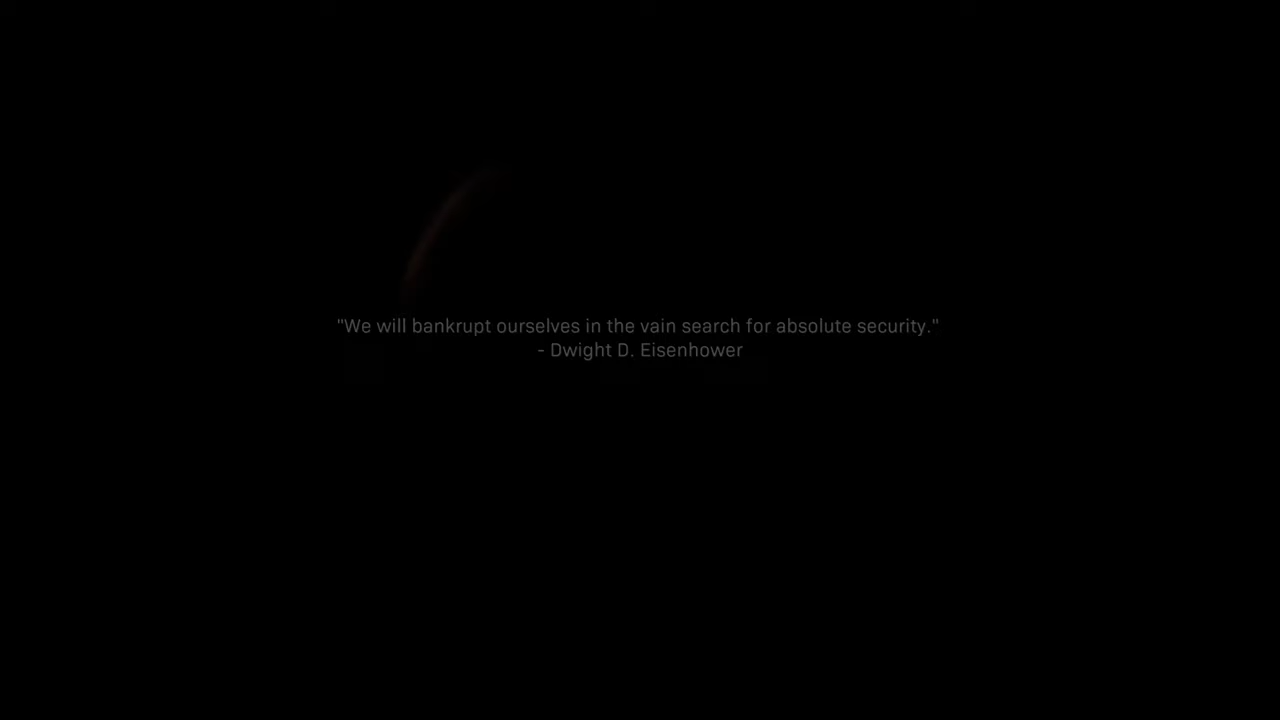 "We will bankrupt ourselves in the vain search for absolute security."
- Dwight D. Eisenhower